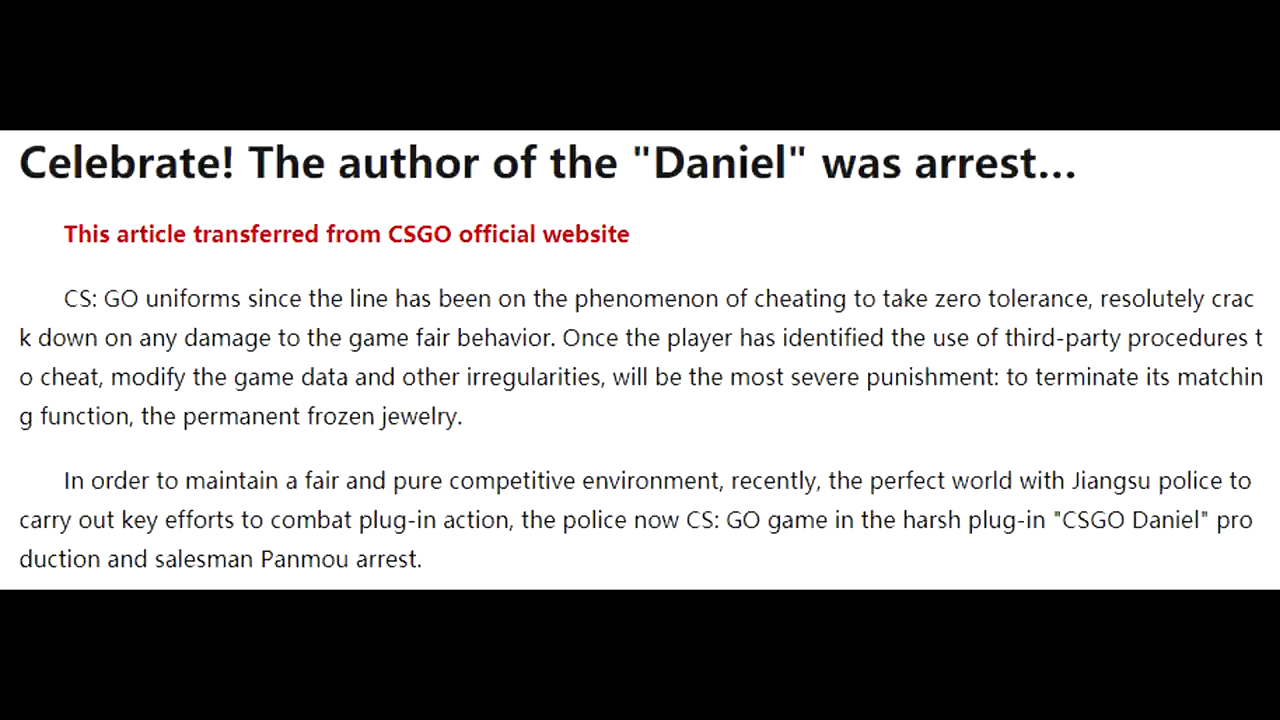 Celebrate! The author of the "Daniel" was arrest...
This article transferred from CSGO official website
CS: GO uniforms since the line has been on the phenomenon of cheating to take zero tolerance, resolutely crac
k down on any damage to the game fair behavior. Once the player has identified the use of third-party procedures t
o cheat, modify the game data and other irregularities, will be the most severe punishment: to terminate its matchin
g function, the permanent frozen jewelry.
In order to maintain a fair and pure competitive environment, recently, the perfect world with Jiangsu police to
carry out key efforts to combat plug-in action, the police now CS: GO game in the harsh plug-in "CSGO Daniel" pro
duction and salesman Panmou arrest.